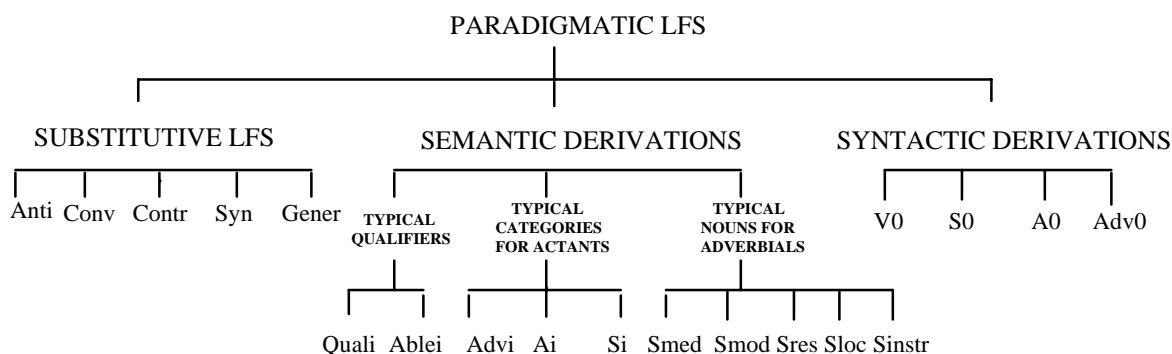 PARADIGMATIC LFS
SUBSTITUTIVE LFS SEMANTIC DERIVATIONS SYNTACTIC DERIVATIONS
Anti Conv Contr Syn Gener
TYPICAL
QUALIFIERS
TYPICAL
CATEGORIES
FOR ACTANTS
TYPICAL
NOUNS FOR
ADVERBIALS
V0 S0 A0 Adv0
Quali Ablei Advi Ai Si Smed Smod Sres Sloc Sinstr